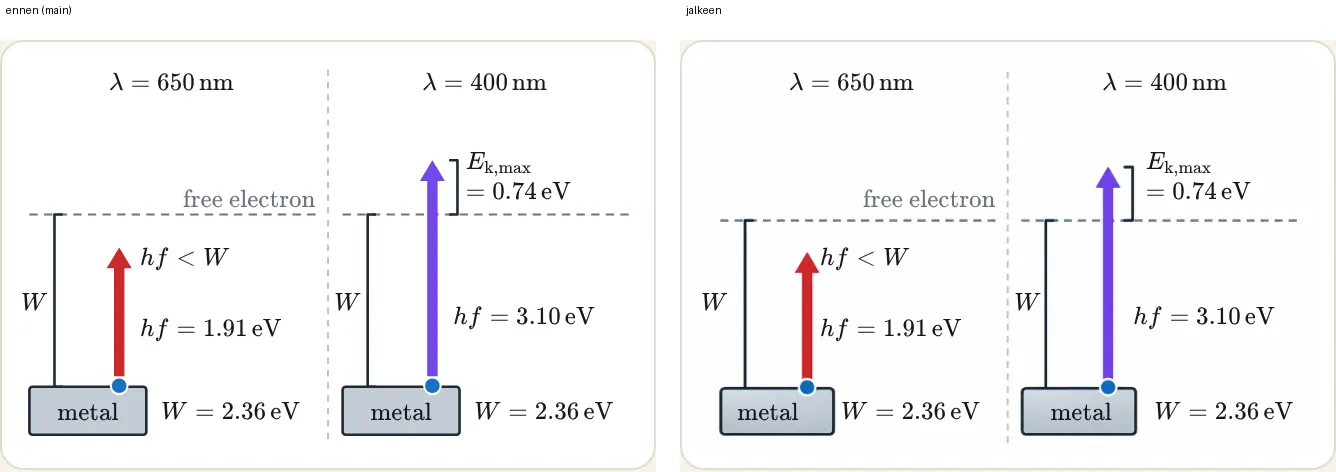 ennen (main)
λ = 650 nm
λ = 400 nm
E_k,max
= 0.74 eV
free electron
hf < W
W
W
hf = 3.10 eV
hf = 1.91 eV
metal
W = 2.36 eV
metal
W = 2.36 eV
jalkeen
λ = 650 nm
λ = 400 nm
E_k,max
= 0.74 eV
free electron
hf < W
W
W
hf = 3.10 eV
hf = 1.91 eV
metal
W = 2.36 eV
metal
W = 2.36 eV